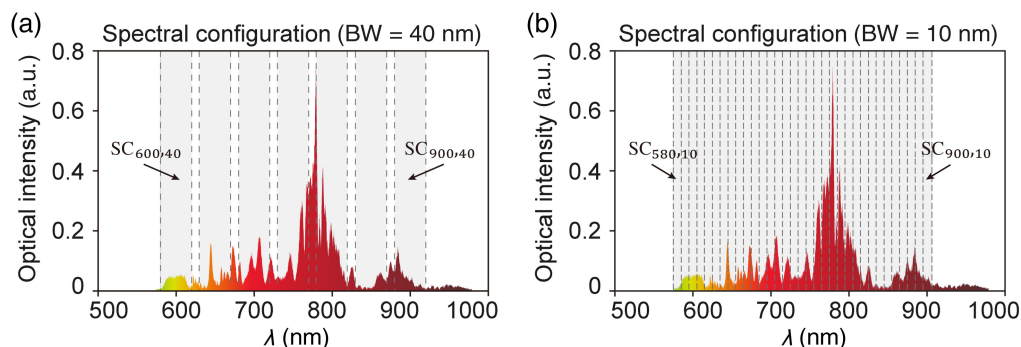 (a)
Spectral configuration (BW = 40 nm)
Optical intensity (a.u.)
0.8
0.6
0.4
0.2
0
SC600,40
SC900,40
500 600 700 800 900 1000
λ (nm)
(b)
Spectral configuration (BW = 10 nm)
Optical intensity (a.u.)
0.8
0.6
0.4
0.2
0
SC580,10
SC900,10
500 600 700 800 900 1000
λ (nm)